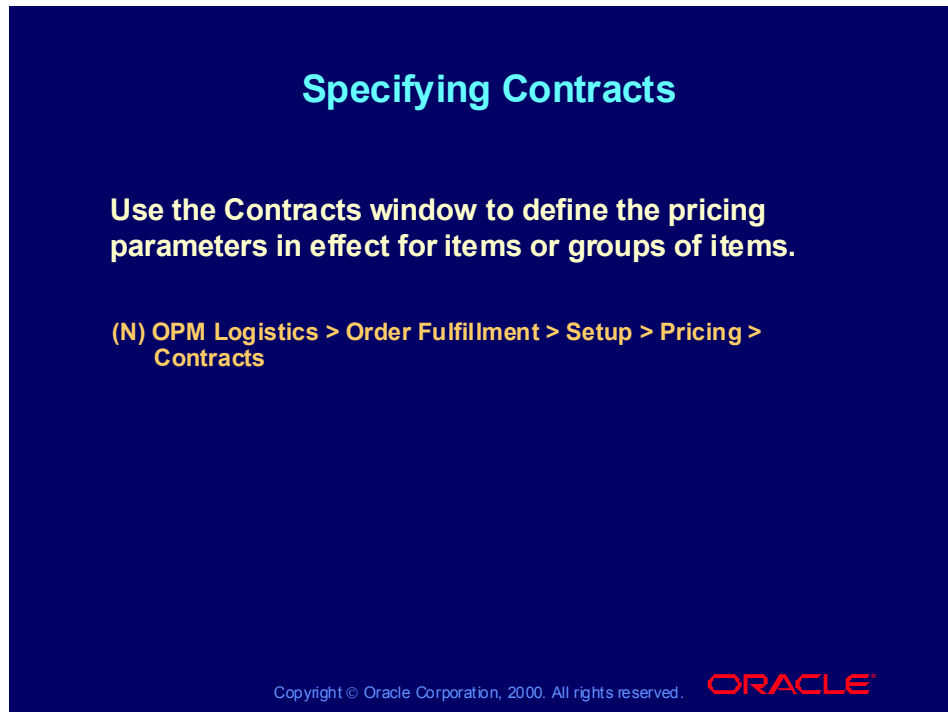 Specifying Contracts
Use the Contracts window to define the pricing
parameters in effect for items or groups of items.
(N) OPM Logistics > Order Fulfillment > Setup > Pricing >
Contracts
Copyright © Oracle Corporation, 2000. All rights reserved.
ORACLE®